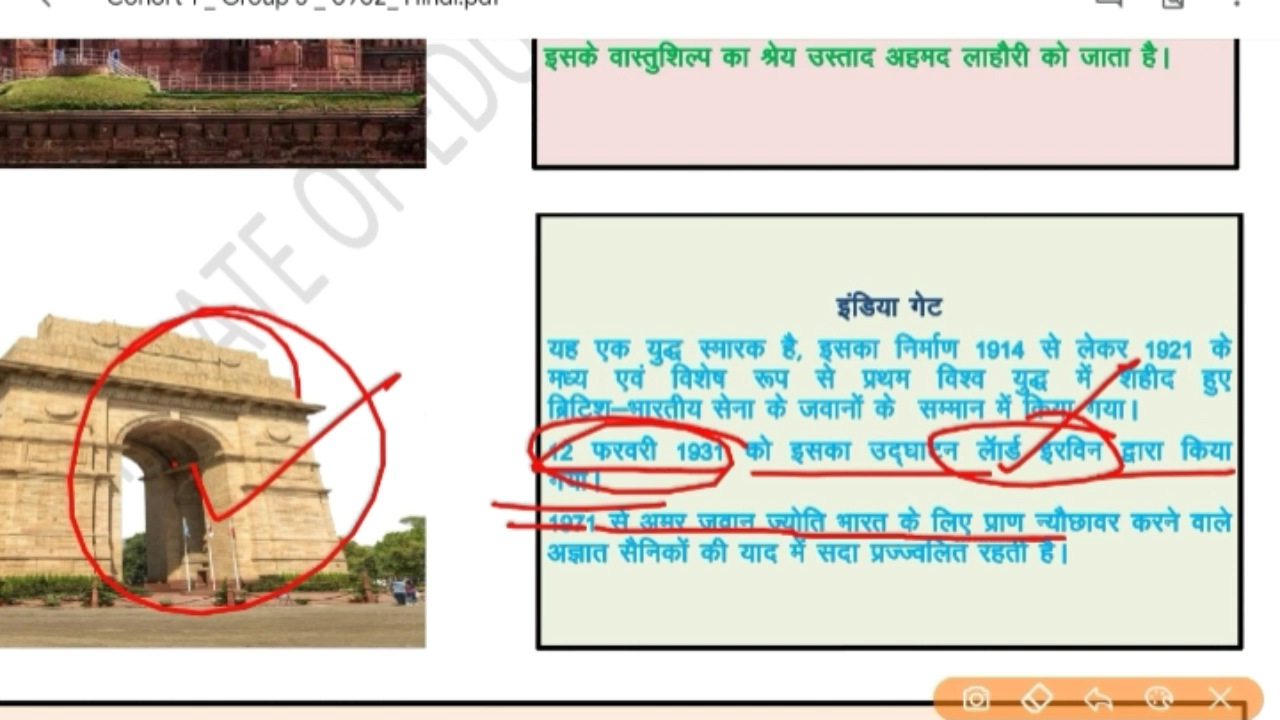 इसके वास्तुशिल्प का श्रेय उस्ताद अहमद लाहौरी को जाता है।
इंडिया गेट
यह एक युद्ध स्मारक है, इसका निर्माण 1914 से लेकर 1921 के
मध्य एवं विशेष रूप से प्रथम विश्व युद्ध में शहीद हुए
ब्रिटिश–भारतीय सेना के जवानों के सम्मान में किया गया।
12 फरवरी 1931 को इसका उद्घाटन लॉर्ड इरविन द्वारा किया
गया।
1971 से अमर जवान ज्योति भारत के लिए प्राण न्यौछावर करने वाले
अज्ञात सैनिकों की याद में सदा प्रज्ज्वलित रहती है।